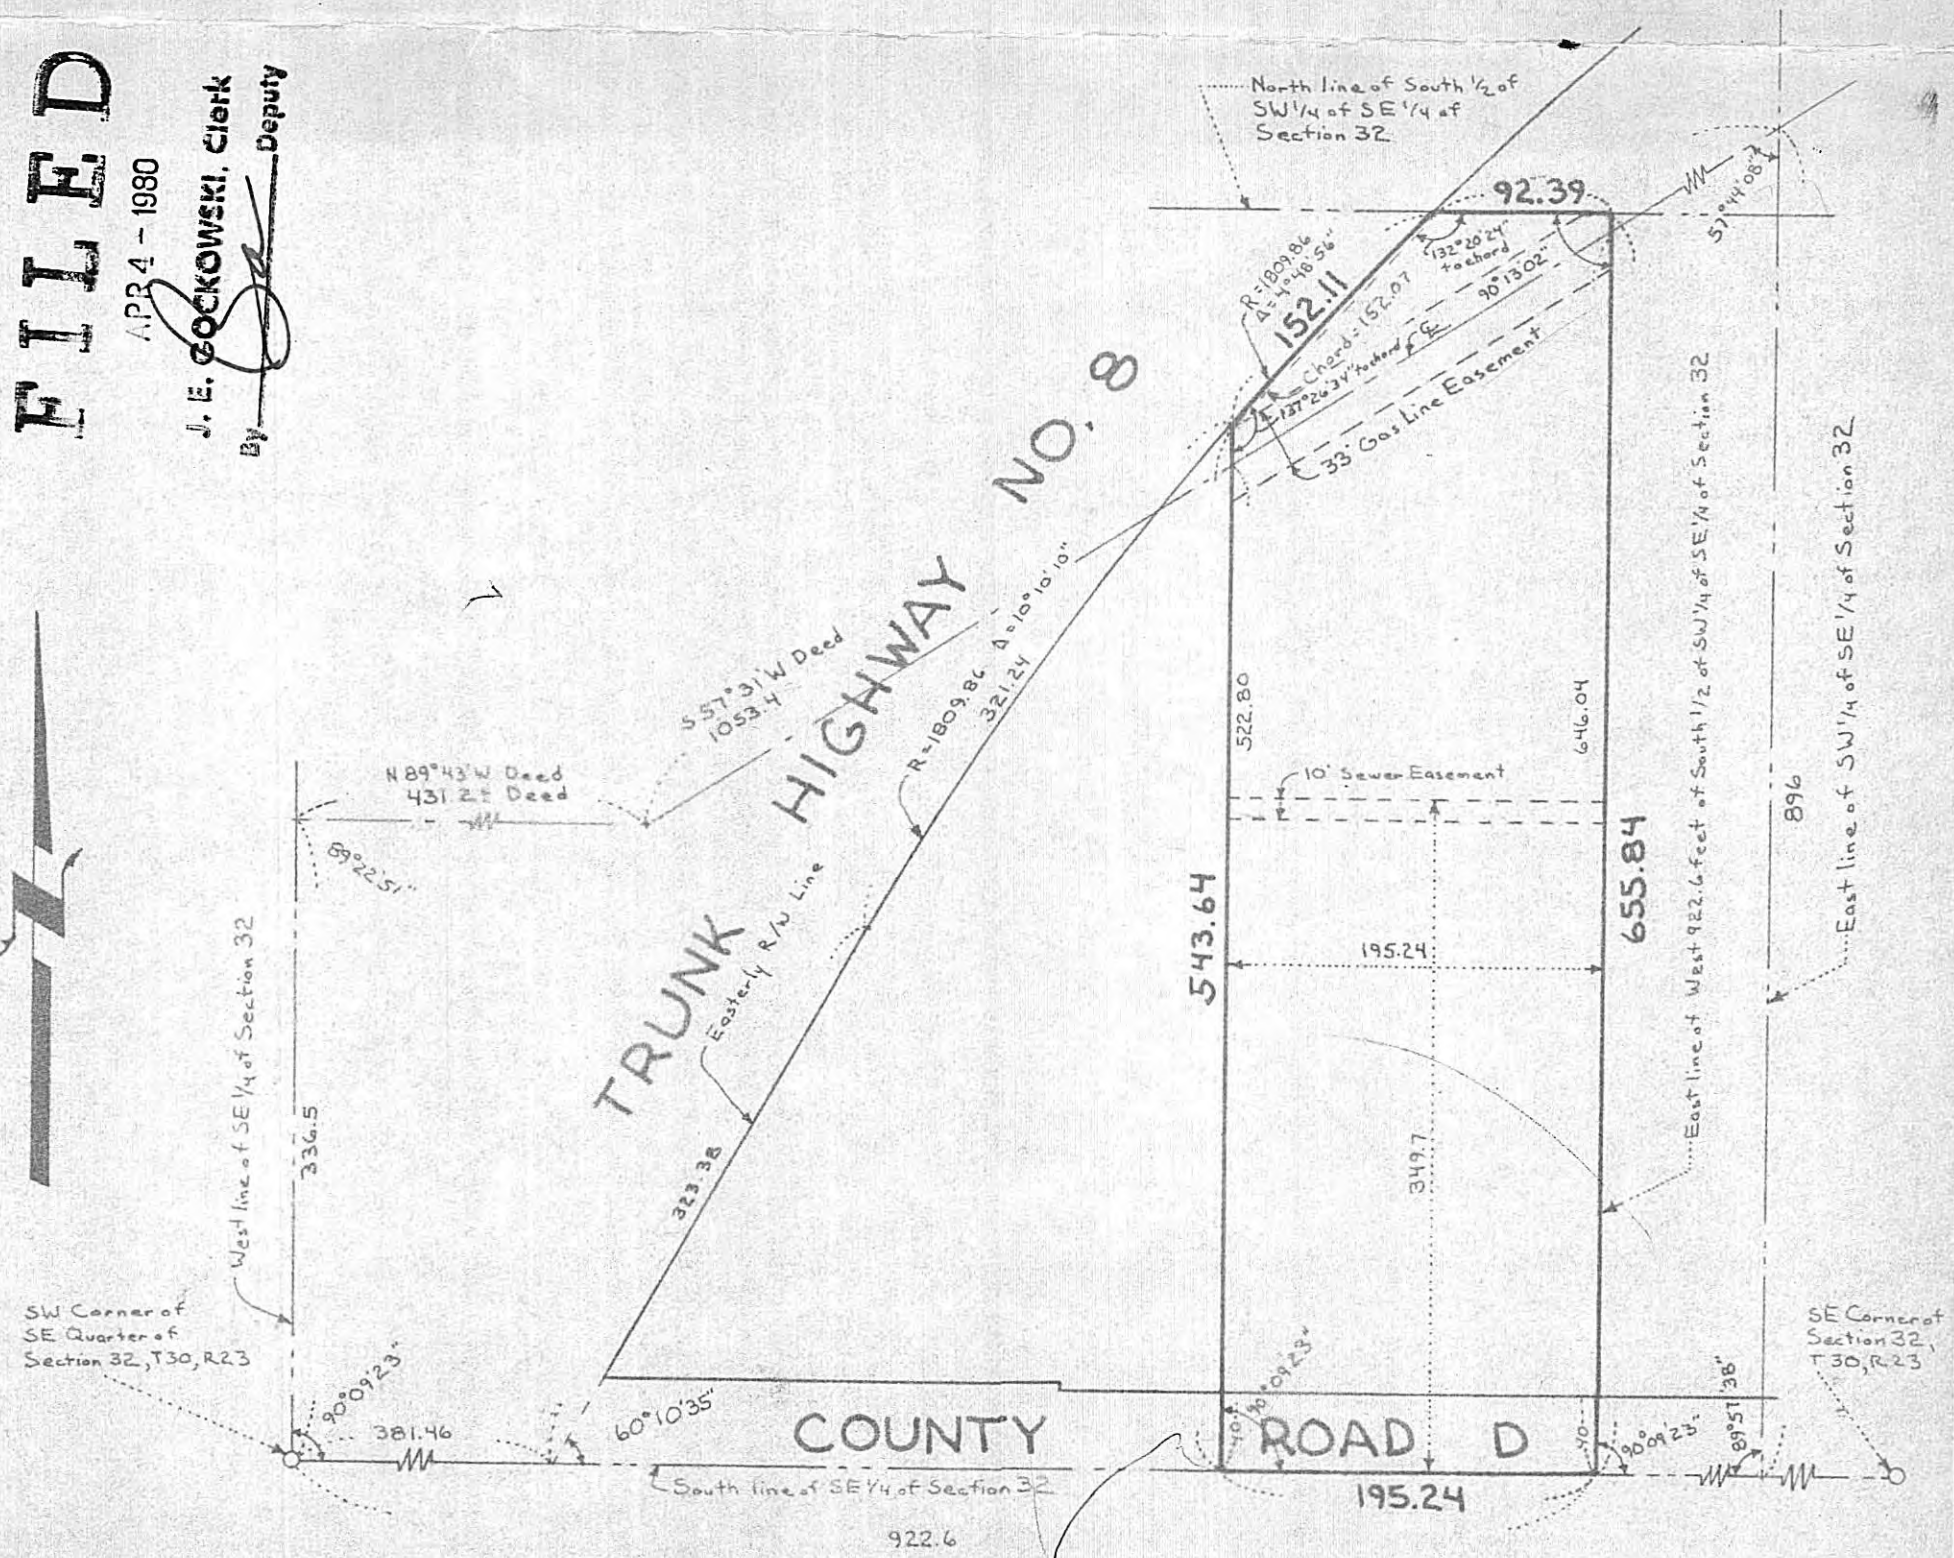 FILED
APR 4 - 1980
J. E. GOCKOWSKI, Clerk
By Deputy
North line of South 1/2 of
SW 1/4 of SE 1/4 of
Section 32
92.39
57°44'08"
132°20'24"
to chord
90°13'02"
R=1809.86
Δ=4°48'56"
152.11
Chord=152.07
137°26'34" to chord
℄
33' Gas Line Easement
TRUNK HIGHWAY NO. 8
Δ=10°10'10"
R=1809.86
321.24
S 57°31' W Deed
1053.4
N 89°43' W Deed
431.2± Deed
89°22'51"
Easterly R/W Line
323.38
West line of SE 1/4 of Section 32
336.5
522.80
646.04
10' Sewer Easement
543.64
195.24
655.84
349.7
East line of West 922.6 feet of South 1/2 of SW 1/4 of SE 1/4 of Section 32
896
East line of SW 1/4 of SE 1/4 of Section 32
SW Corner of
SE Quarter of
Section 32, T30, R23
SE Corner of
Section 32,
T30, R23
90°09'23"
381.46
60°10'35"
COUNTY ROAD D
40
90°09'23"
40
90°09'23"
89°57'38"
South line of SE 1/4 of Section 32
195.24
922.6